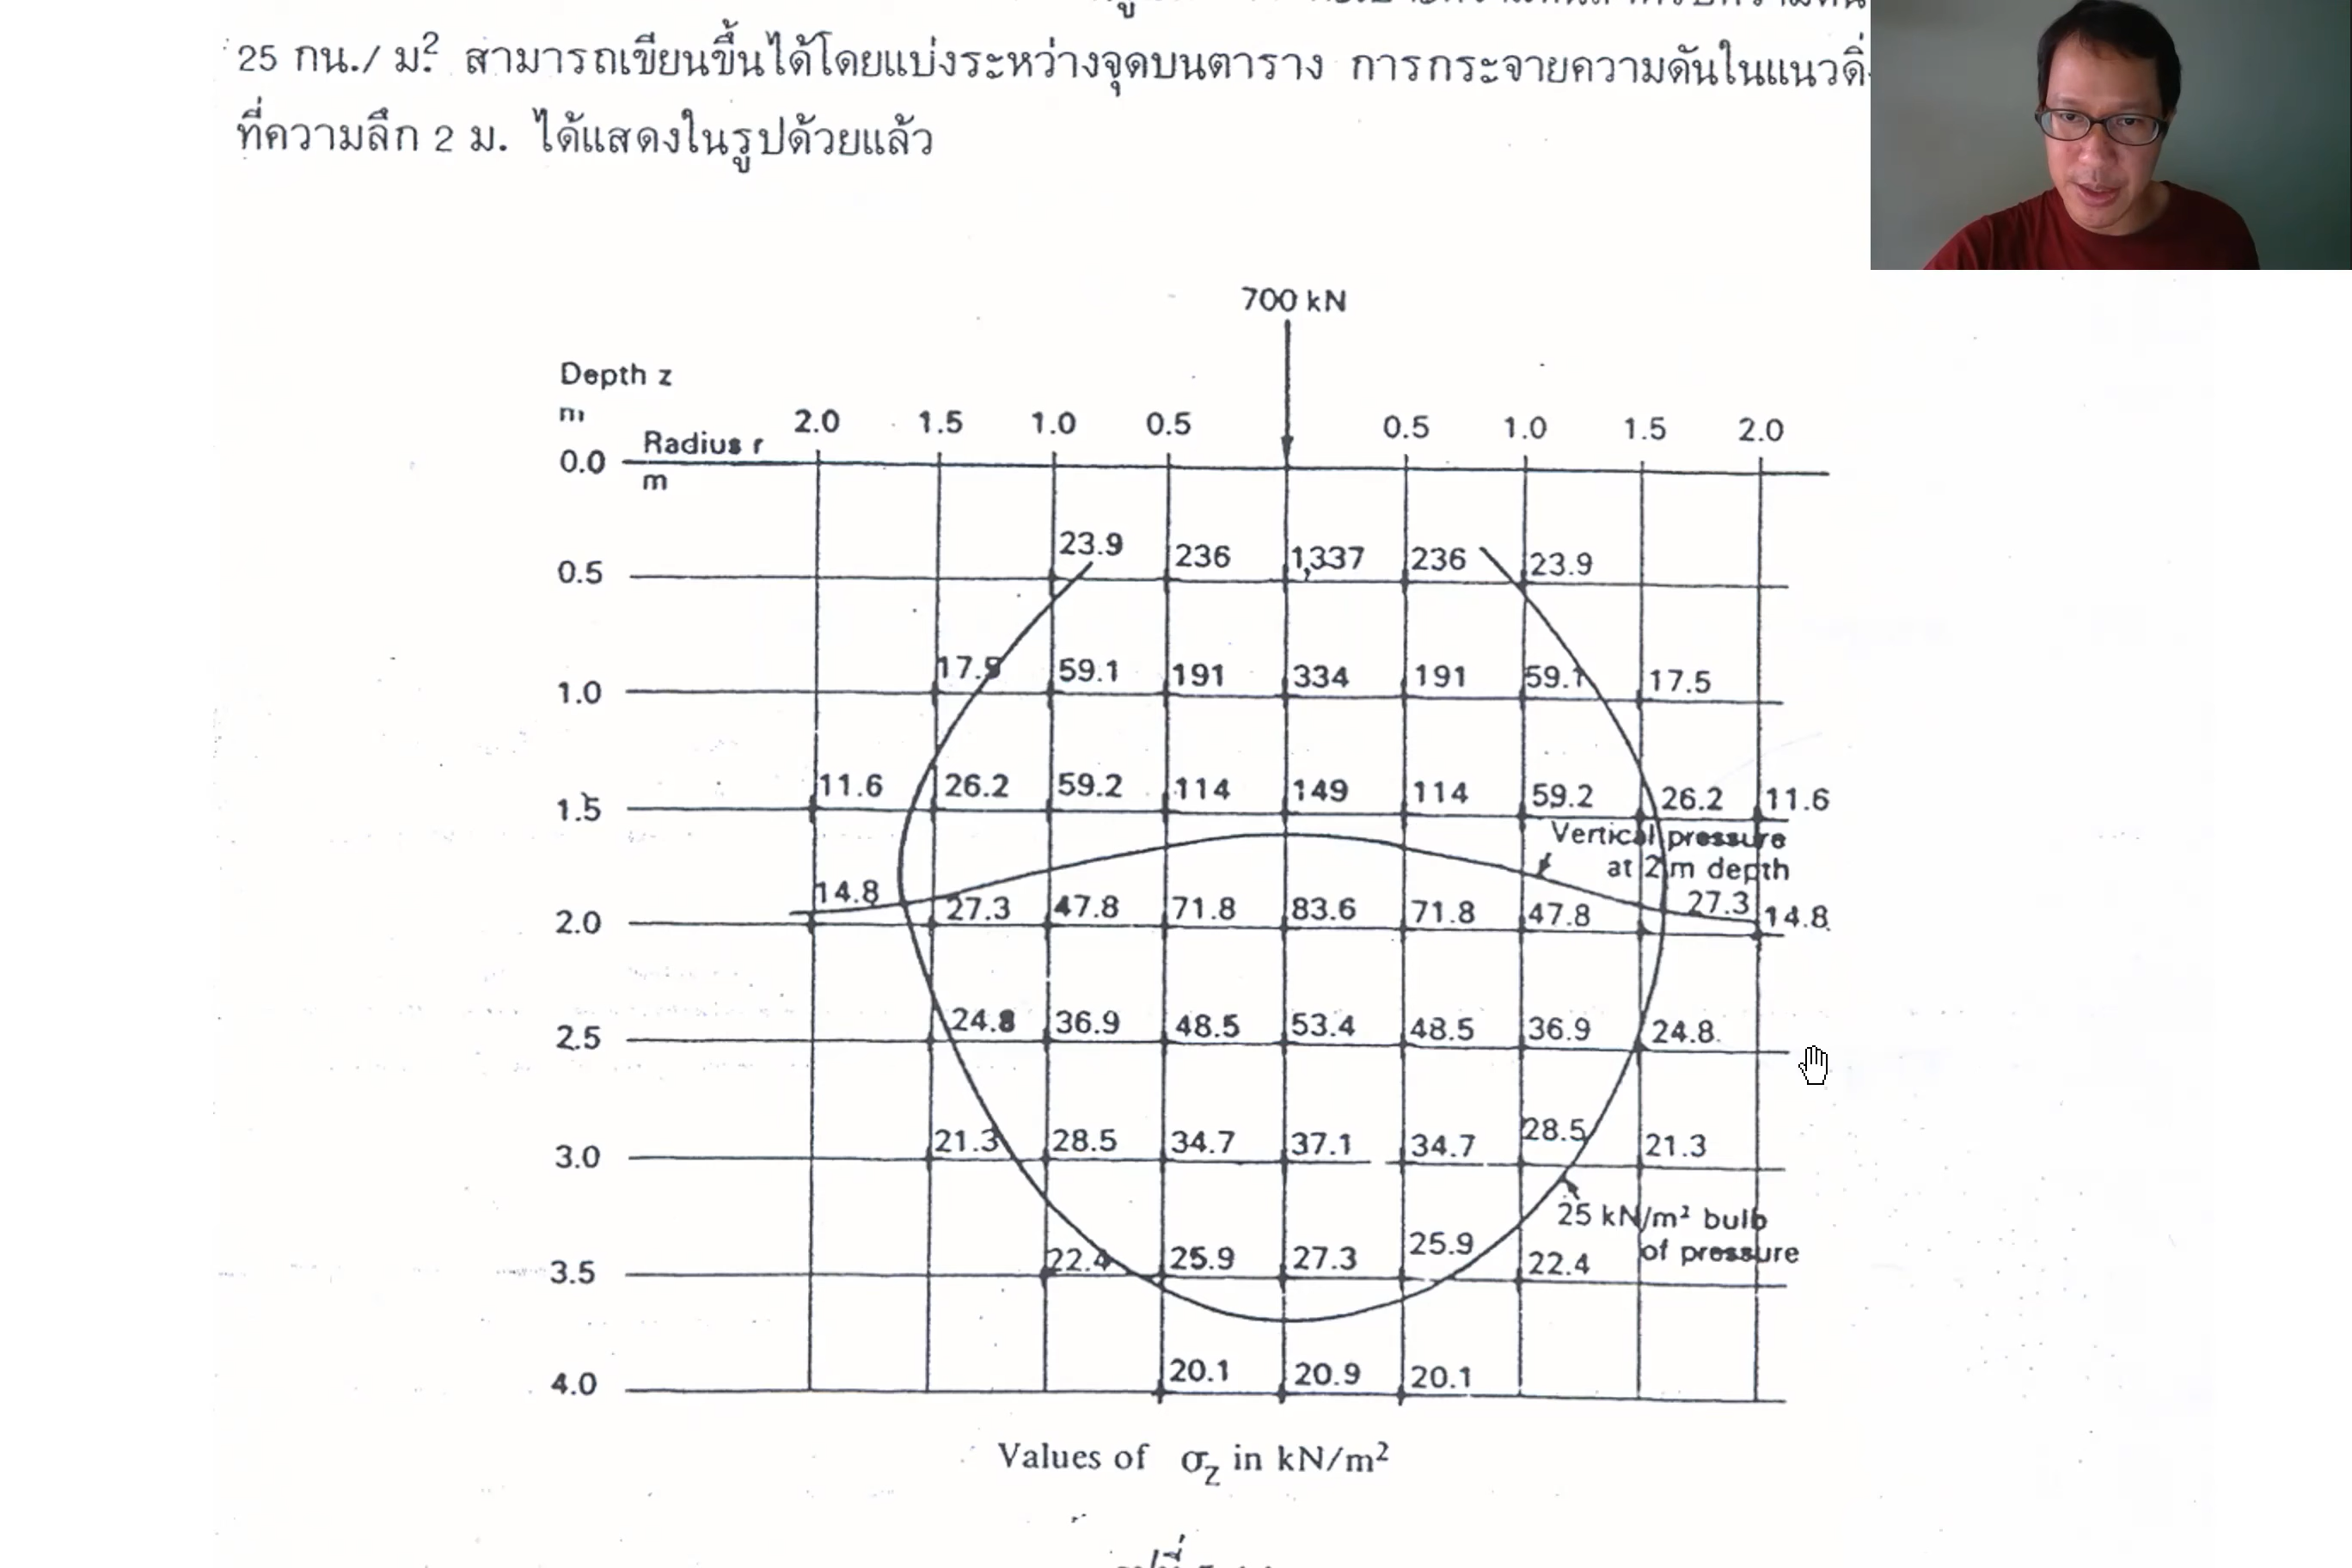 25 กน./ ม.² สามารถเขียนขึ้นได้โดยแบ่งระหว่างจุดบนตาราง การกระจายความดันในแนวดิ่ง
ที่ความลึก 2 ม. ได้แสดงในรูปด้วยแล้ว
700 kN
Depth z
m
Radius r
m
2.0 1.5 1.0 0.5 0.5 1.0 1.5 2.0
0.0
0.5 23.9 236 1,337 236 23.9
1.0 17.5 59.1 191 334 191 59.1 17.5
1.5 11.6 26.2 59.2 114 149 114 59.2 26.2 11.6
Vertical pressure
at 2 m depth
2.0 14.8 27.3 47.8 71.8 83.6 71.8 47.8 27.3 14.8
2.5 24.8 36.9 48.5 53.4 48.5 36.9 24.8
3.0 21.3 28.5 34.7 37.1 34.7 28.5 21.3
25 kN/m² bulb
of pressure
3.5 22.4 25.9 27.3 25.9 22.4
4.0 20.1 20.9 20.1
Values of σz in kN/m²